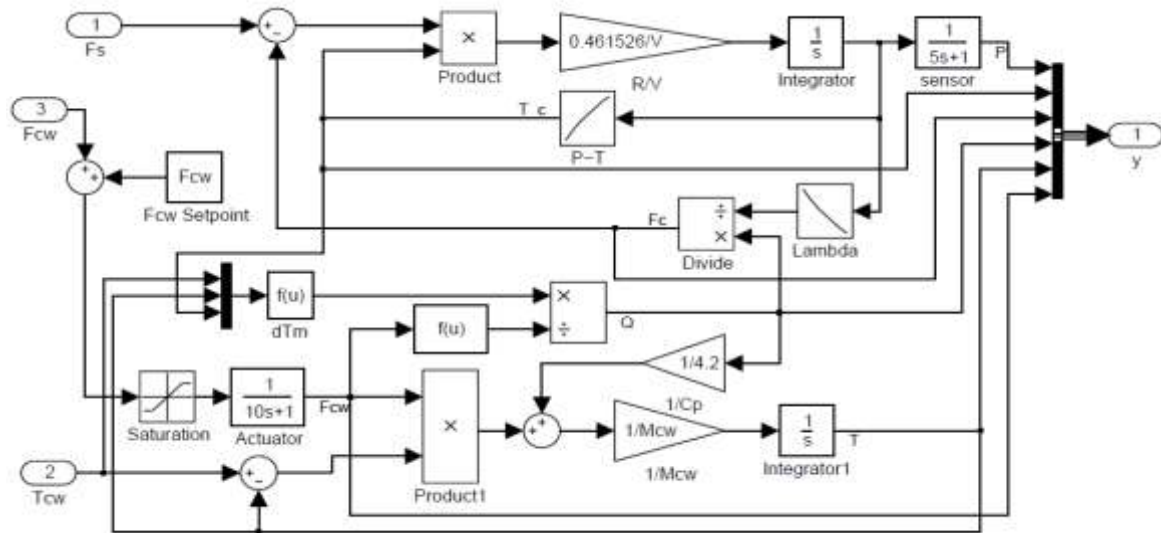 1
Fs
+
-
×
Product
0.461526/V
R/V
1
s
Integrator
1
5s+1
sensor
P
3
Fcw
T c
P-T
1
y
+
+
Fcw
Fcw Setpoint
Fc
÷
×
Divide
Lambda
f(u)
dTm
×
÷
Q
f(u)
1/4.2
1/Cp
Saturation
1
10s+1
Actuator
Fcw
×
Product1
+
+
1/Mcw
1/Mcw
1
s
Integrator1
T
2
Tcw
+
-